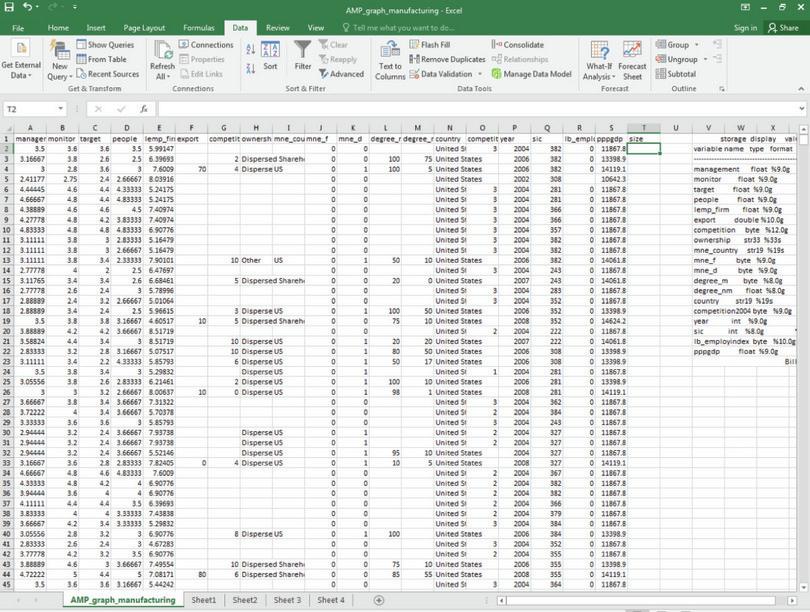 AMP_graph_manufacturing - Excel
File Home Insert Page Layout Formulas Data Review View Tell me what you want to do... Sign in Share
Get External Data
New Query
Show Queries
From Table
Recent Sources
Refresh All
Connections
Properties
Edit Links
Sort
Filter
Clear
Reapply
Advanced
Text to Columns
Flash Fill
Remove Duplicates
Data Validation
Consolidate
Relationships
Manage Data Model
What-If Analysis
Forecast Sheet
Group
Ungroup
Subtotal
Get & Transform Connections Sort & Filter Data Tools Forecast Outline
T2 fx
A B C D E F G H I J K L M N O P Q R S T U V W X
1 manager monitor target people lemp_fir export competit ownersh mne_cou mne_f mne_d degree_r degree_r country competit year sic lb_empl pppgdp size storage display
2 3.5 3.6 3.6 3.5 5.99147 0 0 United St 3 2004 382 0 11867.8 variable name type format
3 3.16667 3.8 2.6 2.5 6.39693 2 Dispersed Shareho 0 0 100 75 United States 2006 382 0 13398.9
4 3 2.8 3.6 3 7.6009 70 4 Disperse US 0 1 100 5 United States 2008 382 0 14119.1 management float %9.0g
5 2.41177 2.75 2.4 2.66667 8.03916 0 0 United States 2002 308 10642.3 monitor float %9.0g
6 4.44445 4.6 4.4 4.33333 5.24175 0 0 United St 3 2004 281 0 11867.8 target float %9.0g
7 4.66667 4.8 4.4 4.83333 5.24175 0 0 United St 3 2004 281 0 11867.8 people float %9.0g
8 4.38889 4.6 4.6 4.5 7.40974 0 0 United St 3 2004 366 0 11867.8 lemp_firm float %9.0g
9 4.27778 4.8 4.2 3.83333 7.40974 0 0 United St 3 2004 366 0 11867.8 export double %10.0g
10 4.83333 4.8 4.8 4.83333 6.90776 0 0 United St 3 2004 357 0 11867.8 competition byte %12.0g
11 3.11111 3.8 3 2.83333 5.16479 0 0 United St 3 2004 382 0 11867.8 ownership str33 %33s
12 3.11111 3.8 3 2.66667 5.16479 0 0 United St 3 2004 382 0 11867.8 mne_country str19 %19s
13 3.11111 3.8 3.4 2.33333 7.90101 10 Other US 0 1 50 10 United States 2006 382 0 14061.8 mne_f byte %9.0g
14 2.77778 4 2 2.5 6.47697 0 0 United St 3 2004 243 0 11867.8 mne_d byte %9.0g
15 3.11765 3.4 3.4 2.6 6.68461 5 Dispersed Shareho 0 0 20 0 United States 2007 243 0 14061.8 degree_m byte %8.0g
16 2.77778 2.6 2.4 3 5.78996 0 0 United St 3 2004 283 0 11867.8 degree_nm float %9.0g
17 2.88889 2.4 3.2 2.66667 5.01064 0 0 United St 3 2004 352 0 11867.8 country str19 %19s
18 2.88889 3.4 2.4 2.5 5.96615 3 Disperse US 0 1 100 50 United States 2006 352 0 13398.9 competition2004 byte %9.0g
19 3.5 3.8 3.8 3.16667 4.60517 10 5 Dispersed Shareho 0 0 75 10 United States 2008 352 0 14624.2 year int %9.0g
20 3.88889 4.2 4.2 3.66667 8.51719 0 0 United St 2 2004 222 0 11867.8 sic int %8.0g
21 3.58824 4.4 3.4 3 8.51719 10 Disperse US 0 1 20 20 United States 2007 222 0 14061.8 lb_employindex byte %10.0g
22 2.83333 3.2 2.8 3.16667 5.07517 10 Disperse US 0 1 80 50 United States 2006 308 0 13398.9 pppgdp float %9.0g
23 3.11111 3.4 2.2 4.33333 5.85793 6 Disperse US 0 1 50 17 United States 2006 308 0 13398.9
24 3.5 3.8 3.4 3 5.29832 0 0 United St 1 2004 281 0 11867.8
25 3.05556 3.8 2.6 2.83333 6.21461 2 Disperse US 0 1 100 10 United States 2006 281 0 13398.9
26 3 3 3.2 2.66667 8.00637 10 0 Disperse US 0 1 98 1 United States 2008 281 0 14119.1
27 3.66667 3.8 3.4 3.66667 7.31322 0 0 United St 3 2004 362 0 11867.8
28 3.72222 4 3.4 3.66667 5.70378 0 0 United St 2 2004 384 0 11867.8
29 3.33333 3.6 3.6 3 5.85793 0 0 United St 3 2004 243 0 11867.8
30 2.94444 3.2 2.4 3.66667 7.93738 Disperse US 0 1 United St 2 2004 327 0 11867.8
31 2.94444 3.2 2.4 3.66667 7.93738 Disperse US 0 1 United St 2 2004 327 0 11867.8
32 2.94444 3.2 2.4 3.66667 5.52146 Disperse US 0 1 95 10 United States 2006 327 0 13398.9
33 3.16667 3.6 2.8 2.83333 7.82405 0 4 Disperse US 0 1 10 5 United States 2008 327 0 14119.1
34 4.66667 4.8 4.6 4.83333 7.6009 0 0 United St 2 2004 367 0 11867.8
35 4.33333 4.8 4.2 4 6.90776 0 0 United St 2 2004 382 0 11867.8
36 3.94444 4 3.6 4 6.90776 0 0 United St 2 2004 382 0 11867.8
37 4.11111 4.4 4.4 3.5 6.39693 0 0 United St 2 2004 366 0 11867.8
38 3.83333 4 4 3.33333 7.43838 0 0 United St 2 2004 379 0 11867.8
39 3.66667 4.2 3.4 3.33333 5.29832 0 0 United St 3 2004 384 0 11867.8
40 3.05556 2.8 3.2 3 6.90776 8 Disperse US 0 1 100 United States 2006 384 0 13398.9
41 2.83333 2.6 3.4 3 4.67283 0 0 United St 3 2004 352 0 11867.8
42 3.77778 4.2 3.2 3.5 6.90776 0 0 United St 2 2004 355 0 11867.8
43 3.88889 4.6 3 3.66667 7.49554 10 Dispersed Shareho 0 0 75 10 United States 2006 355 0 13398.9
44 4.72222 5 4.4 5 7.08171 80 6 Dispersed Shareho 0 0 85 55 United States 2008 355 0 14119.1
45 3.5 3.6 3.6 3.16667 5.44242 0 0 United St 3 2004 364 0 11867.8
AMP_graph_manufacturing Sheet1 Sheet2 Sheet 3 Sheet 4